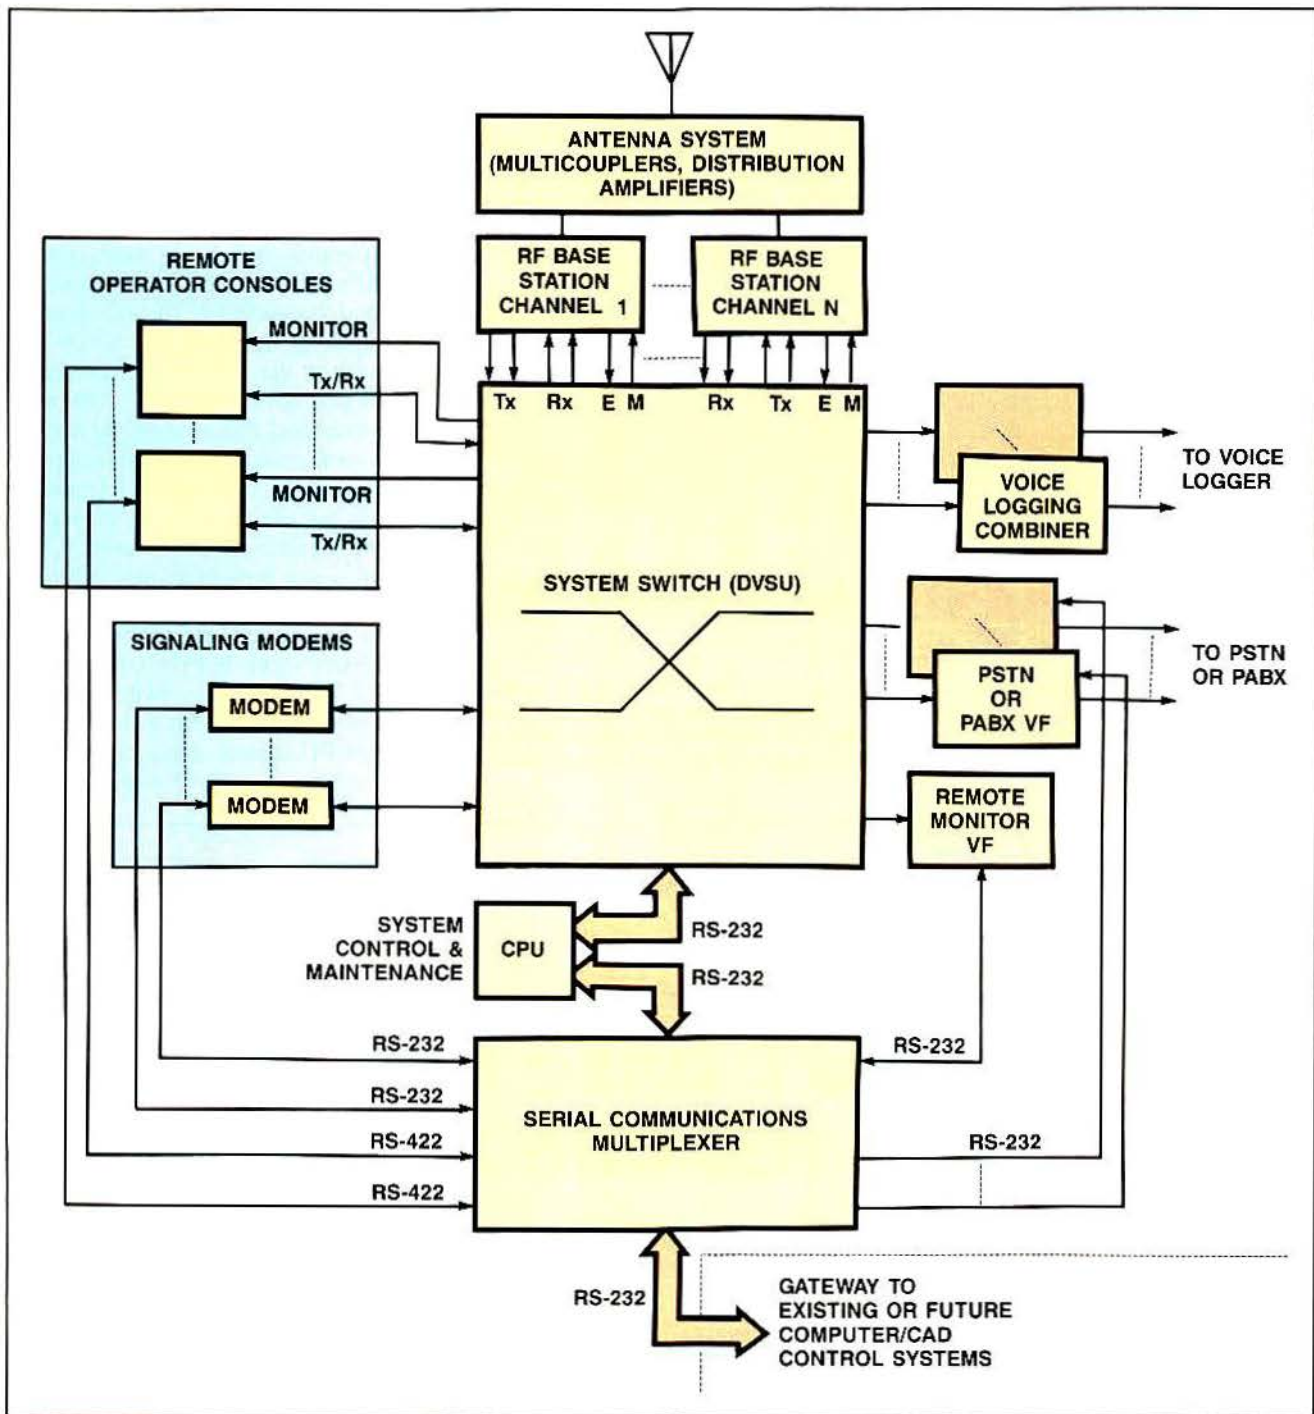 ANTENNA SYSTEM
(MULTICOUPLERS, DISTRIBUTION
AMPLIFIERS)
RF BASE
STATION
CHANNEL 1
RF BASE
STATION
CHANNEL N
REMOTE
OPERATOR CONSOLES
MONITOR
Tx/Rx
MONITOR
Tx/Rx
Tx Rx E M Rx Tx E M
SYSTEM SWITCH (DVSU)
VOICE
LOGGING
COMBINER
TO VOICE
LOGGER
SIGNALING MODEMS
MODEM
MODEM
PSTN
OR
PABX VF
TO PSTN
OR PABX
REMOTE
MONITOR
VF
SYSTEM
CONTROL &
MAINTENANCE
CPU
RS-232
RS-232
RS-232
RS-232
RS-422
RS-422
SERIAL COMMUNICATIONS
MULTIPLEXER
RS-232
RS-232
RS-232
GATEWAY TO
EXISTING OR FUTURE
COMPUTER/CAD
CONTROL SYSTEMS